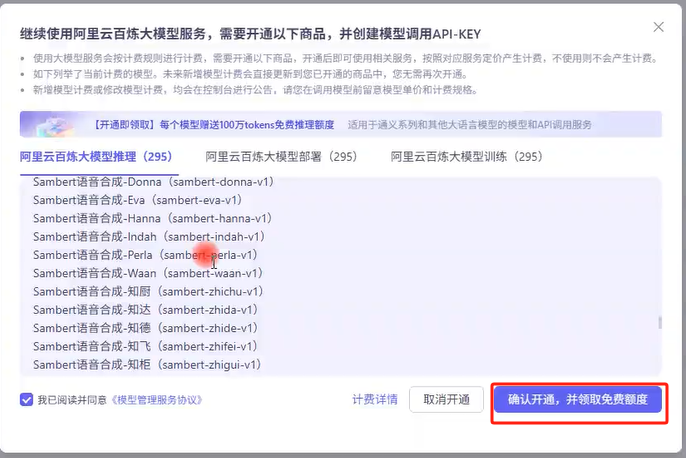 继续使用阿里云百炼大模型服务，需要开通以下商品，并创建模型调用API-KEY
使用大模型服务会按计费规则进行计费，需要开通以下商品，开通后即可使用相关服务，按照对应服务定价产生计费，不使用则不会产生计费。
如下列举了当前计费的模型。未来新增模型计费会直接更新到您已开通的商品中，您无需再次开通。
新增模型计费或修改模型计费，均会在控制台进行公告，请您在调用模型前留意模型单价和计费规格。
【开通即领取】每个模型赠送100万tokens免费推理额度 适用于通义系列和其他大语言模型的模型和API调用服务
阿里云百炼大模型推理（295） 阿里云百炼大模型部署（295） 阿里云百炼大模型训练（295）
Sambert语音合成-Donna（sambert-donna-v1）
Sambert语音合成-Eva（sambert-eva-v1）
Sambert语音合成-Hanna（sambert-hanna-v1）
Sambert语音合成-Indah（sambert-indah-v1）
Sambert语音合成-Perla（sambert-perla-v1）
Sambert语音合成-Waan（sambert-waan-v1）
Sambert语音合成-知厨（sambert-zhichu-v1）
Sambert语音合成-知达（sambert-zhida-v1）
Sambert语音合成-知德（sambert-zhide-v1）
Sambert语音合成-知飞（sambert-zhifei-v1）
Sambert语音合成-知柜（sambert-zhigui-v1）
我已阅读并同意《模型管理服务协议》 计费详情 取消开通 确认开通，并领取免费额度